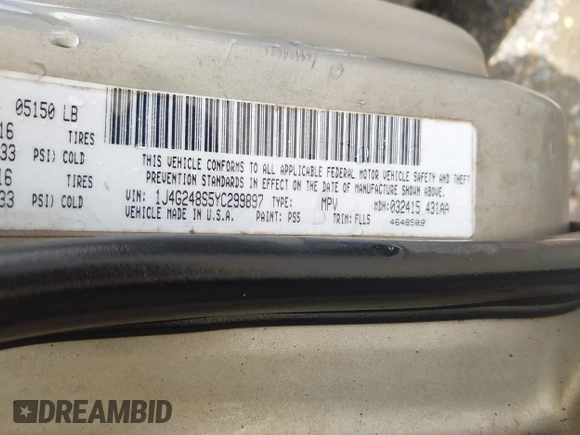 05150 LB
16 TIRES
33 PSI) COLD
16 TIRES
33 PSI) COLD
THIS VEHICLE CONFORMS TO ALL APPLICABLE FEDERAL MOTOR VEHICLE SAFETY AND THEFT
PREVENTION STANDARDS IN EFFECT ON THE DATE OF MANUFACTURE SHOWN ABOVE.
VIN: 1J4G248S5YC299897 TYPE: MPV MDH: 032415 431AA
VEHICLE MADE IN U.S.A. PAINT: PS5 TRIM: FLL5 4648509
DREAMBID